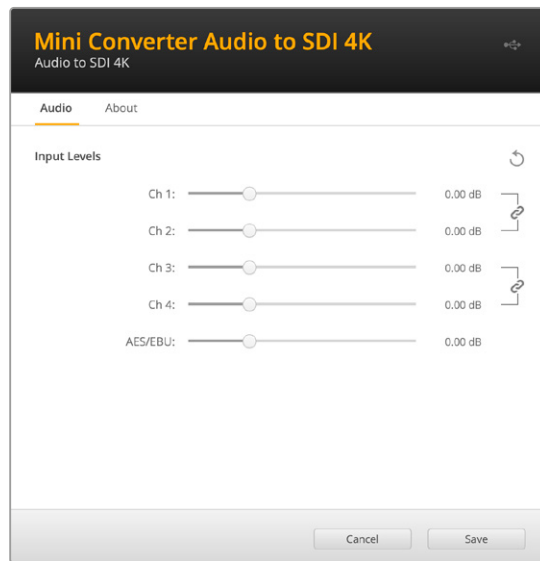 Mini Converter Audio to SDI 4K
Audio to SDI 4K
Audio About
Input Levels
Ch 1: 0.00 dB
Ch 2: 0.00 dB
Ch 3: 0.00 dB
Ch 4: 0.00 dB
AES/EBU: 0.00 dB
Cancel Save